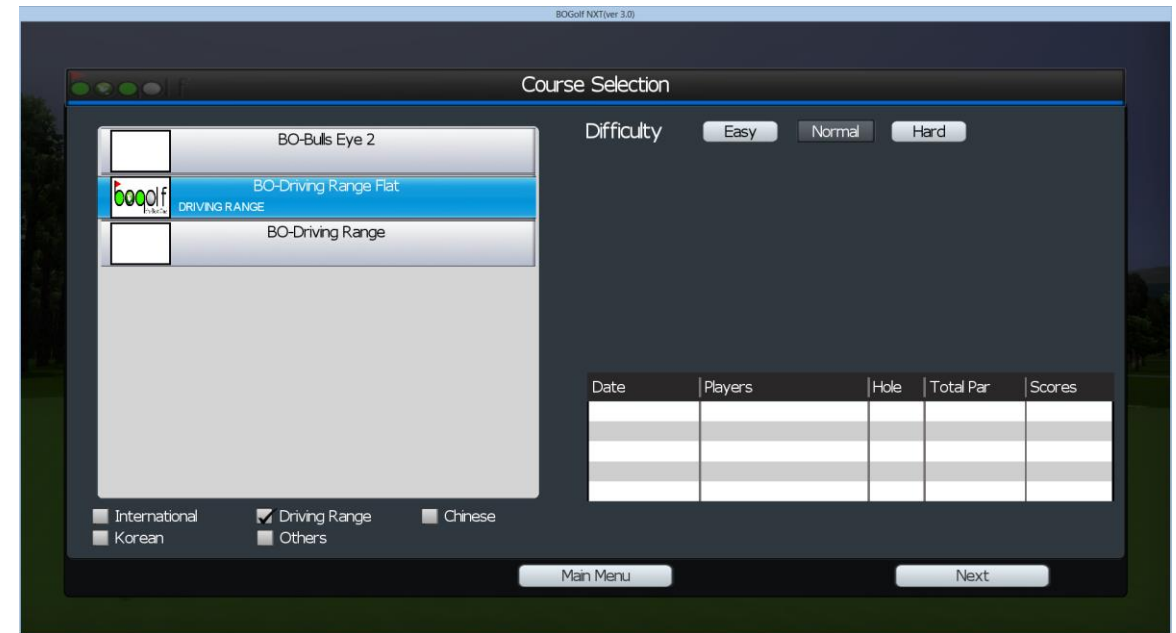 BOGolf NXT(ver 3.0)
Course Selection
BO-Bulls Eye 2
bogolf
BO-Driving Range Flat
DRIVING RANGE
BO-Driving Range
International
Driving Range
Chinese
Korean
Others
Difficulty
Easy
Normal
Hard
Date Players Hole Total Par Scores
Main Menu
Next